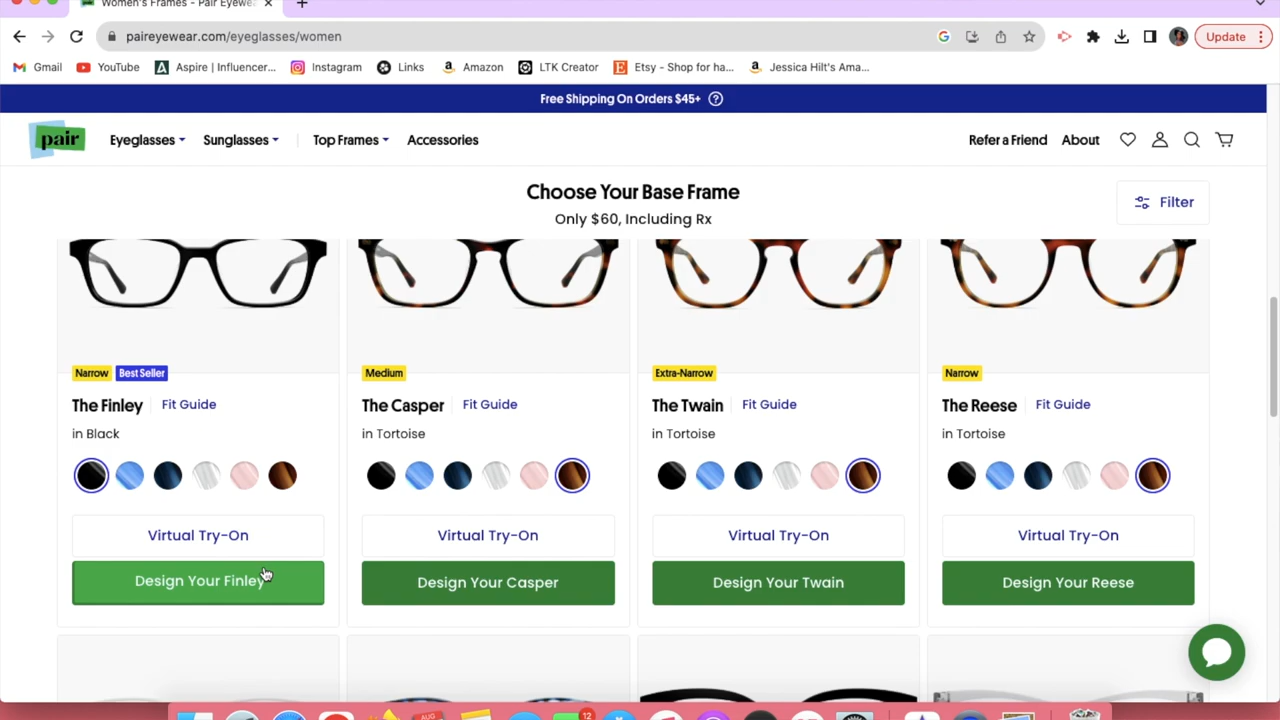 Women's Frames - Pair Eyewe
paireyewear.com/eyeglasses/women
Update
Gmail
YouTube
Aspire | Influencer...
Instagram
Links
Amazon
LTK Creator
Etsy - Shop for ha...
Jessica Hilt's Ama...
Free Shipping On Orders $45+
pair
Eyeglasses
Sunglasses
Top Frames
Accessories
Refer a Friend
About
Choose Your Base Frame
Only $60, Including Rx
Filter
Narrow
Best Seller
Medium
Extra-Narrow
Narrow
The Finley
Fit Guide
The Casper
Fit Guide
The Twain
Fit Guide
The Reese
Fit Guide
in Black
in Tortoise
in Tortoise
in Tortoise
Virtual Try-On
Virtual Try-On
Virtual Try-On
Virtual Try-On
Design Your Finley
Design Your Casper
Design Your Twain
Design Your Reese
AUG
12